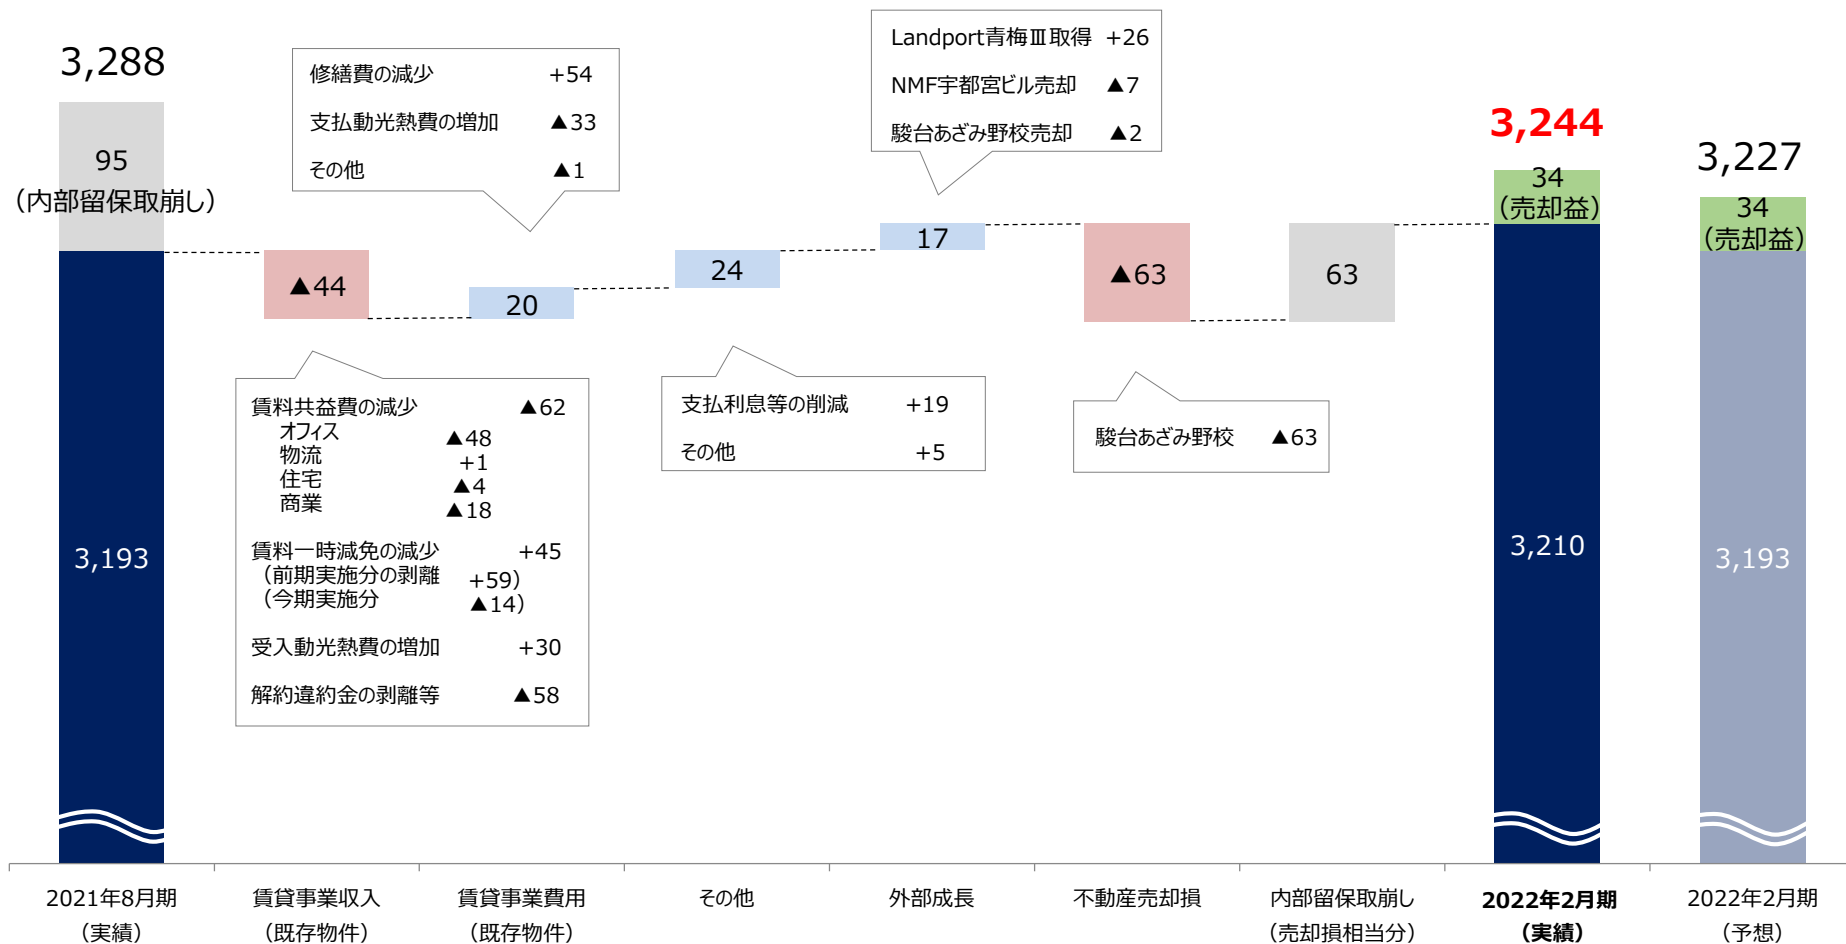 3,288
95
（内部留保取崩し）
3,193
修繕費の減少 +54
支払動光熱費の増加 ▲33
その他 ▲1
Landport青梅Ⅲ取得 +26
NMF宇都宮ビル売却 ▲7
駿台あざみ野校売却 ▲2
▲44
20
24
17
▲63
63
賃料共益費の減少 ▲62
オフィス ▲48
物流 +1
住宅 ▲4
商業 ▲18
賃料一時減免の減少 +45
（前期実施分の剥離 +59）
（今期実施分 ▲14）
受入動光熱費の増加 +30
解約違約金の剥離等 ▲58
支払利息等の削減 +19
その他 +5
駿台あざみ野校 ▲63
3,244
34
（売却益）
3,210
3,227
34
（売却益）
3,193
2021年8月期
（実績）
賃貸事業収入
（既存物件）
賃貸事業費用
（既存物件）
その他
外部成長
不動産売却損
内部留保取崩し
（売却損相当分）
2022年2月期
（実績）
2022年2月期
（予想）